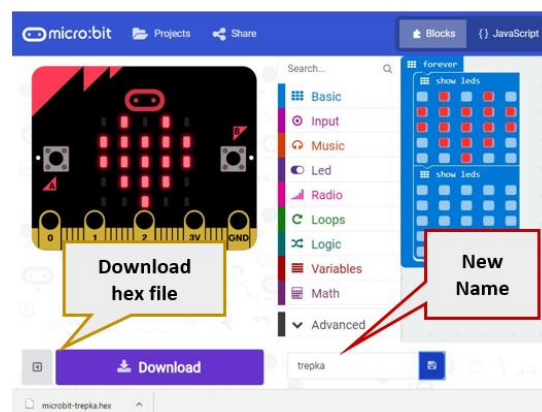 micro:bit Projects Share Blocks {} JavaScript
Search...
Basic
Input
Music
Led
Radio
Loops
Logic
Variables
Math
Advanced
forever
show leds
show leds
B
A
0 1 2 3V GND
Download
hex file
New
Name
Download
trepka
microbit-trepka.hex